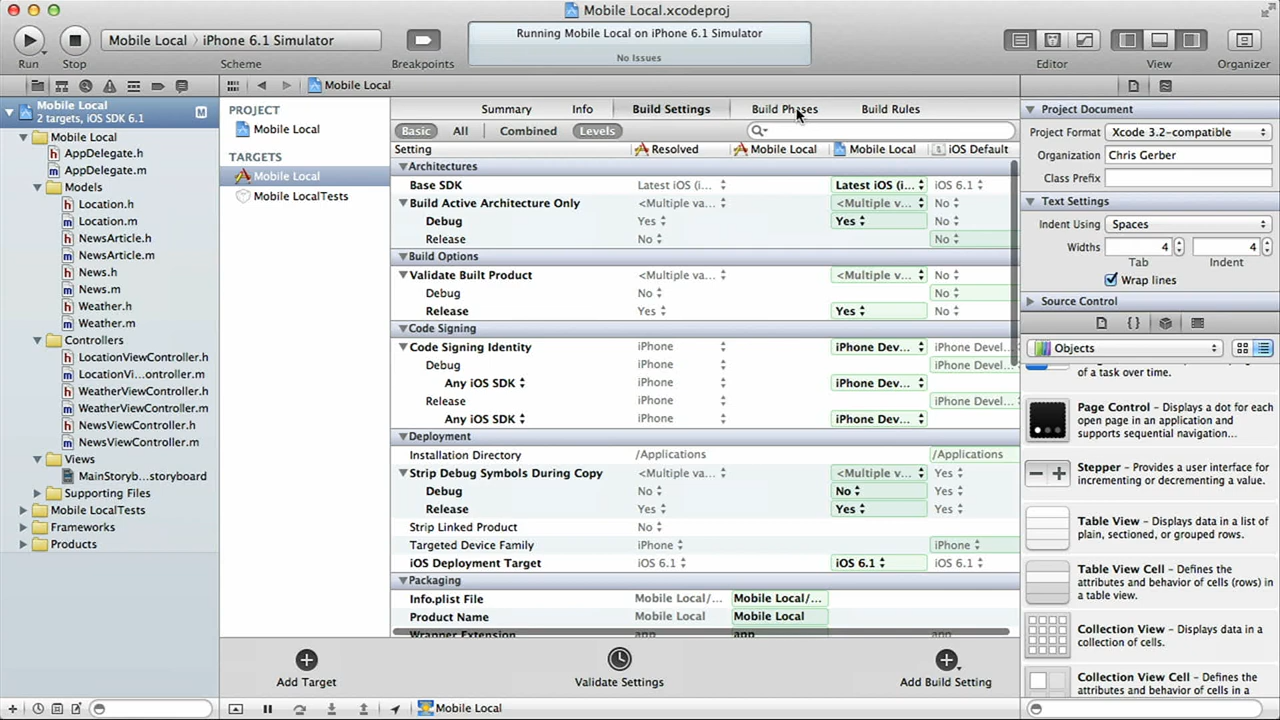 Mobile Local.xcodeproj
Mobile Local 〉 iPhone 6.1 Simulator
Running Mobile Local on iPhone 6.1 Simulator
No Issues
Run Stop Scheme Breakpoints Editor View Organizer
Mobile Local
Mobile Local M
2 targets, iOS SDK 6.1
Mobile Local
AppDelegate.h
AppDelegate.m
Models
Location.h
Location.m
NewsArticle.h
NewsArticle.m
News.h
News.m
Weather.h
Weather.m
Controllers
LocationViewController.h
LocationVi...ontroller.m
WeatherViewController.h
WeatherViewController.m
NewsViewController.h
NewsViewController.m
Views
MainStoryb...storyboard
Supporting Files
Mobile LocalTests
Frameworks
Products
PROJECT
Mobile Local
TARGETS
Mobile Local
Mobile LocalTests
Summary Info Build Settings Build Phases Build Rules
Basic All Combined Levels
Setting Resolved Mobile Local Mobile Local iOS Default
Architectures
Base SDK Latest iOS (i... Latest iOS (i... iOS 6.1
Build Active Architecture Only <Multiple va... <Multiple v... No
Debug Yes Yes No
Release No No
Build Options
Validate Built Product <Multiple va... <Multiple v... No
Debug No No
Release Yes Yes No
Code Signing
Code Signing Identity iPhone iPhone Dev... iPhone Devel...
Debug iPhone iPhone Devel...
Any iOS SDK iPhone iPhone Dev...
Release iPhone iPhone Devel...
Any iOS SDK iPhone iPhone Dev...
Deployment
Installation Directory /Applications /Applications
Strip Debug Symbols During Copy <Multiple va... <Multiple v... Yes
Debug No No Yes
Release Yes Yes Yes
Strip Linked Product No
Targeted Device Family iPhone iPhone
iOS Deployment Target iOS 6.1 iOS 6.1 iOS 6.1
Packaging
Info.plist File Mobile Local/... Mobile Local/...
Product Name Mobile Local Mobile Local
Wrapper Extension app app app
Add Target Validate Settings Add Build Setting
Mobile Local
Project Document
Project Format Xcode 3.2-compatible
Organization Chris Gerber
Class Prefix
Text Settings
Indent Using Spaces
Widths 4 4
Tab Indent
Wrap lines
Source Control
Objects
of a task over time.
Page Control – Displays a dot for each
open page in an application and
supports sequential navigation...
Stepper – Provides a user interface for
incrementing or decrementing a value.
Table View – Displays data in a list of
plain, sectioned, or grouped rows.
Table View Cell – Defines the
attributes and behavior of cells (rows) in
a table view.
Collection View – Displays data in a
collection of cells.
Collection View Cell – Defines the
attributes and behavior of cells in a